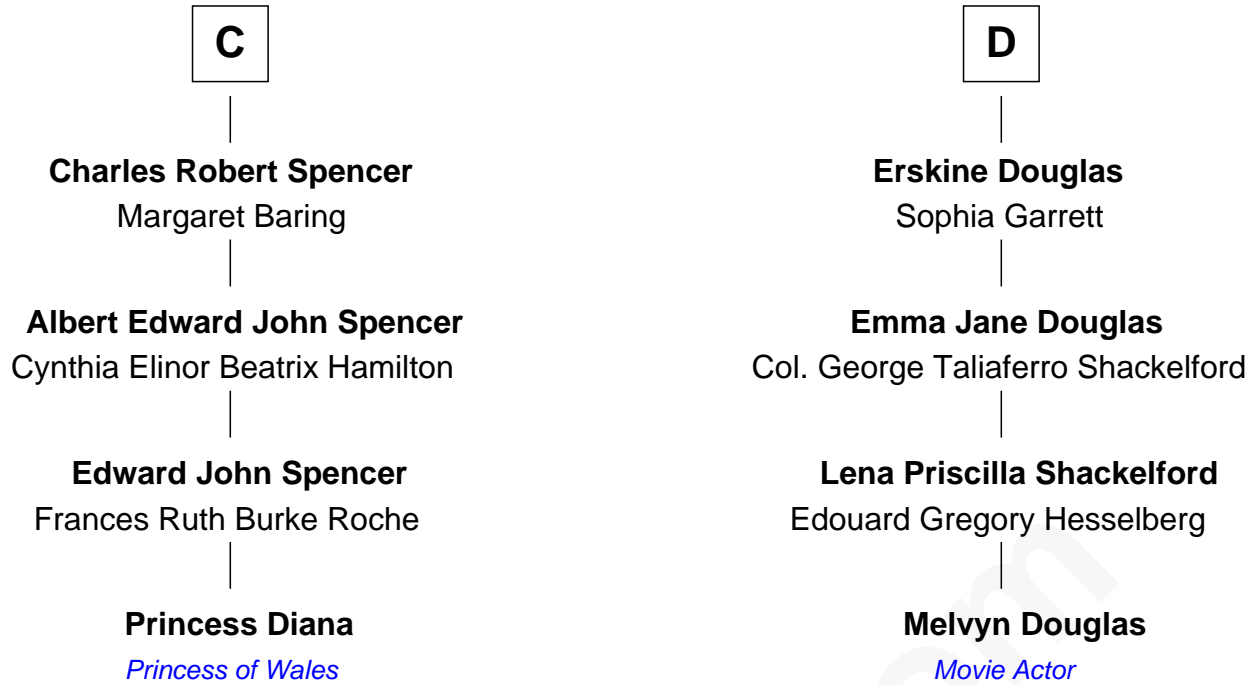 C
Charles Robert Spencer
Margaret Baring
Albert Edward John Spencer
Cynthia Elinor Beatrix Hamilton
Edward John Spencer
Frances Ruth Burke Roche
Princess Diana
Princess of Wales
D
Erskine Douglas
Sophia Garrett
Emma Jane Douglas
Col. George Taliaferro Shackelford
Lena Priscilla Shackelford
Edouard Gregory Hesselberg
Melvyn Douglas
Movie Actor